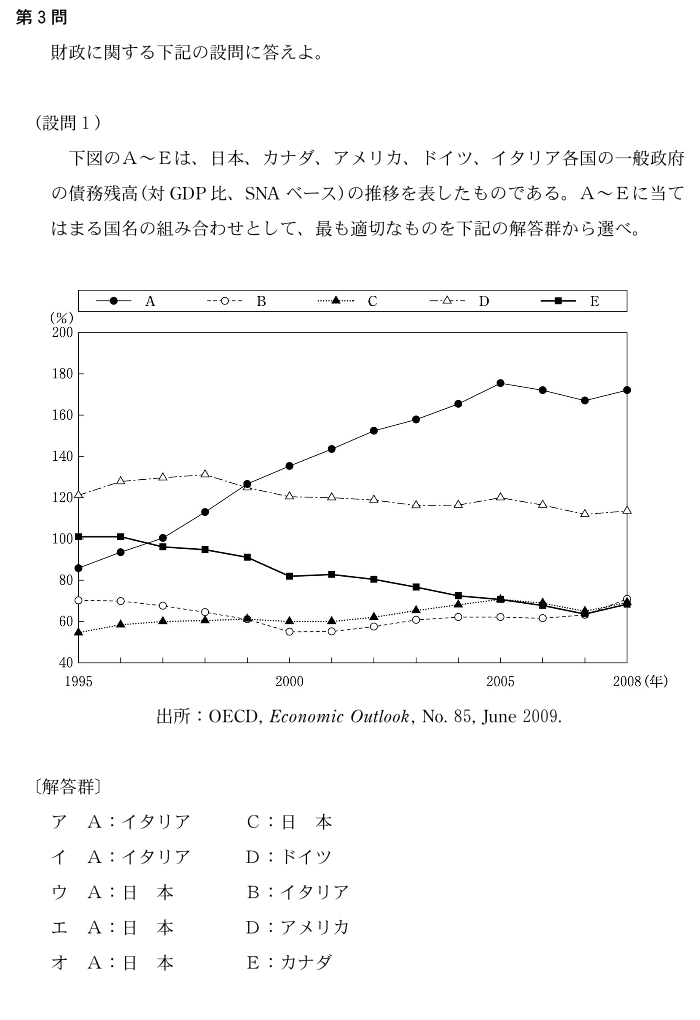 第3問
財政に関する下記の設問に答えよ。
（設問1）
下図のA～Eは、日本、カナダ、アメリカ、ドイツ、イタリア各国の一般政府
の債務残高（対GDP比、SNAベース）の推移を表したものである。A～Eに当て
はまる国名の組み合わせとして、最も適切なものを下記の解答群から選べ。
A B C D E
(%)
200
180
160
140
120
100
80
60
40
1995 2000 2005 2008(年)
出所：OECD, Economic Outlook, No. 85, June 2009.
〔解答群〕
ア A：イタリア C：日 本
イ A：イタリア D：ドイツ
ウ A：日 本 B：イタリア
エ A：日 本 D：アメリカ
オ A：日 本 E：カナダ